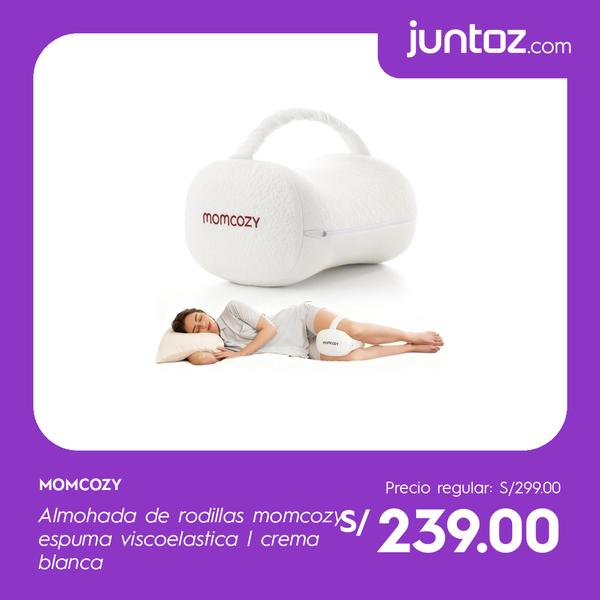 juntoz.com
momcozy
momcozy
MOMCOZY
Precio regular: S/299.00
Almohada de rodillas momcozy
espuma viscoelastica | crema
blanca
S/ 239.00